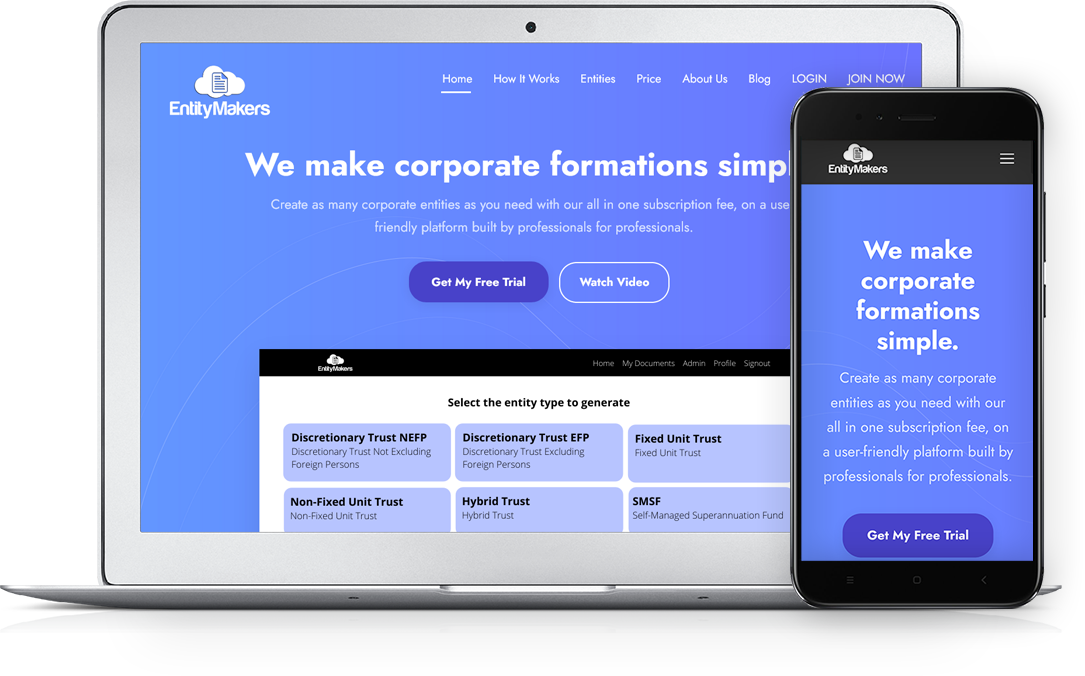 EntityMakers
Home How It Works Entities Price About Us Blog LOGIN JOIN NOW
We make corporate formations simpl
Create as many corporate entities as you need with our all in one subscription fee, on a use
friendly platform built by professionals for professionals.
Get My Free Trial Watch Video
EntityMakers
Home My Documents Admin Profile Signout
Select the entity type to generate
Discretionary Trust NEFP
Discretionary Trust Not Excluding
Foreign Persons
Discretionary Trust EFP
Discretionary Trust Excluding
Foreign Persons
Fixed Unit Trust
Fixed Unit Trust
Non-Fixed Unit Trust
Non-Fixed Unit Trust
Hybrid Trust
Hybrid Trust
SMSF
Self-Managed Superannuation Fund
EntityMakers
We make
corporate
formations
simple.
Create as many corporate
entities as you need with our
all in one subscription fee, on
a user-friendly platform built by
professionals for professionals.
Get My Free Trial